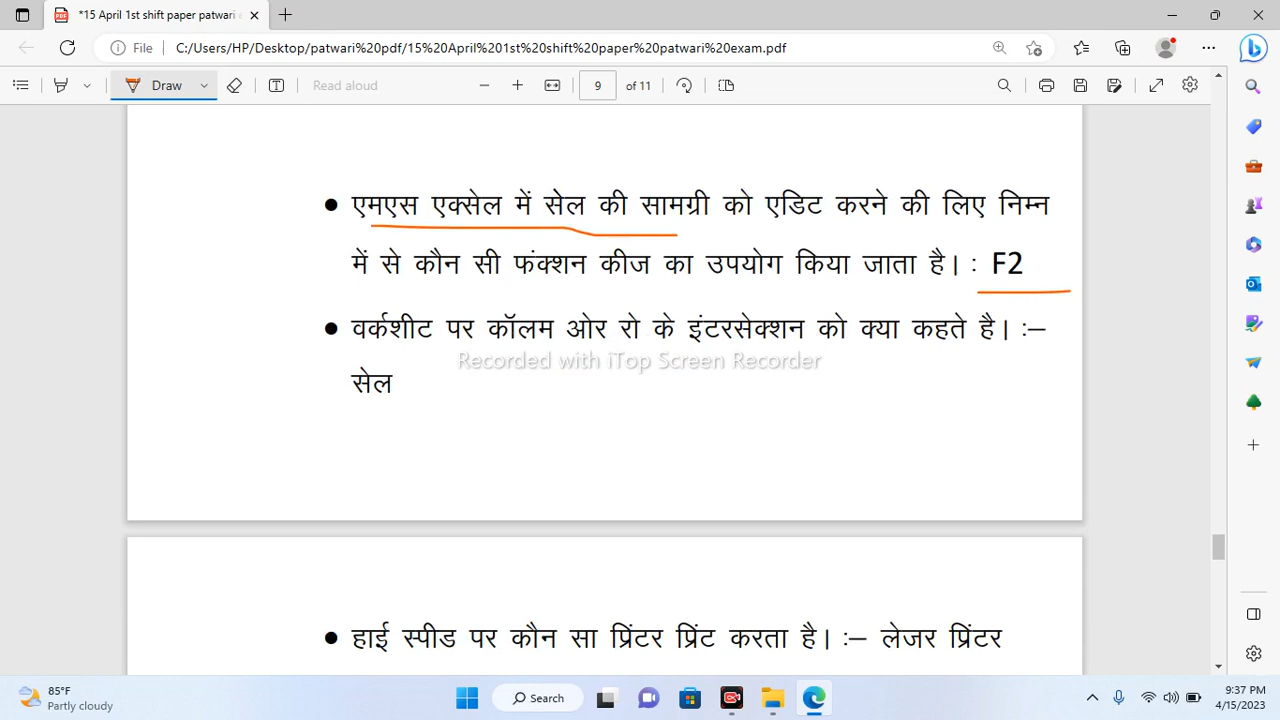 *15 April 1st shift paper patwari e
File
C:/Users/HP/Desktop/patwari%20pdf/15%20April%201st%20shift%20paper%20patwari%20exam.pdf
Draw
Read aloud
9 of 11
• एमएस एक्सेल में सेल की सामग्री को एडिट करने की लिए निम्न
में से कौन सी फंक्शन कीज का उपयोग किया जाता है। : F2
• वर्कशीट पर कॉलम ओर रो के इंटरसेक्शन को क्या कहते है। :–
Recorded with iTop Screen Recorder
सेल
• हाई स्पीड पर कौन सा प्रिंटर प्रिंट करता है। :– लेजर प्रिंटर
85°F
Partly cloudy
Search
9:37 PM
4/15/2023